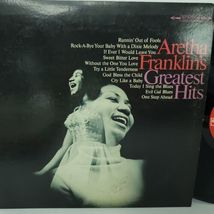 Runnin' Out of Fools
Rock-A-Bye Your Baby With a Dixie Melody
If Ever I Would Leave You
Sweet Bitter Love
Without the One You Love
Try a Little Tenderness
God Bless the Child
Cry Like a Baby
Today I Sing the Blues
Evil Gal Blues
One Step Ahead
Aretha
Franklin's
Greatest
Hits